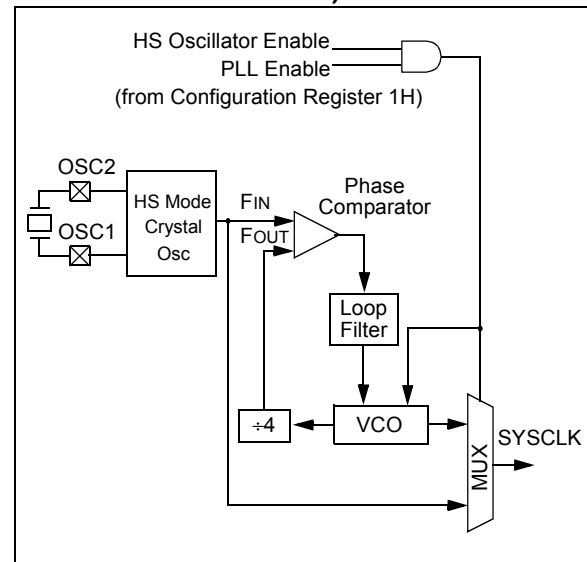 HS Oscillator Enable
PLL Enable
(from Configuration Register 1H)
OSC2
OSC1
HS Mode
Crystal
Osc
FIN
FOUT
Phase
Comparator
Loop
Filter
÷4
VCO
MUX
SYSCLK